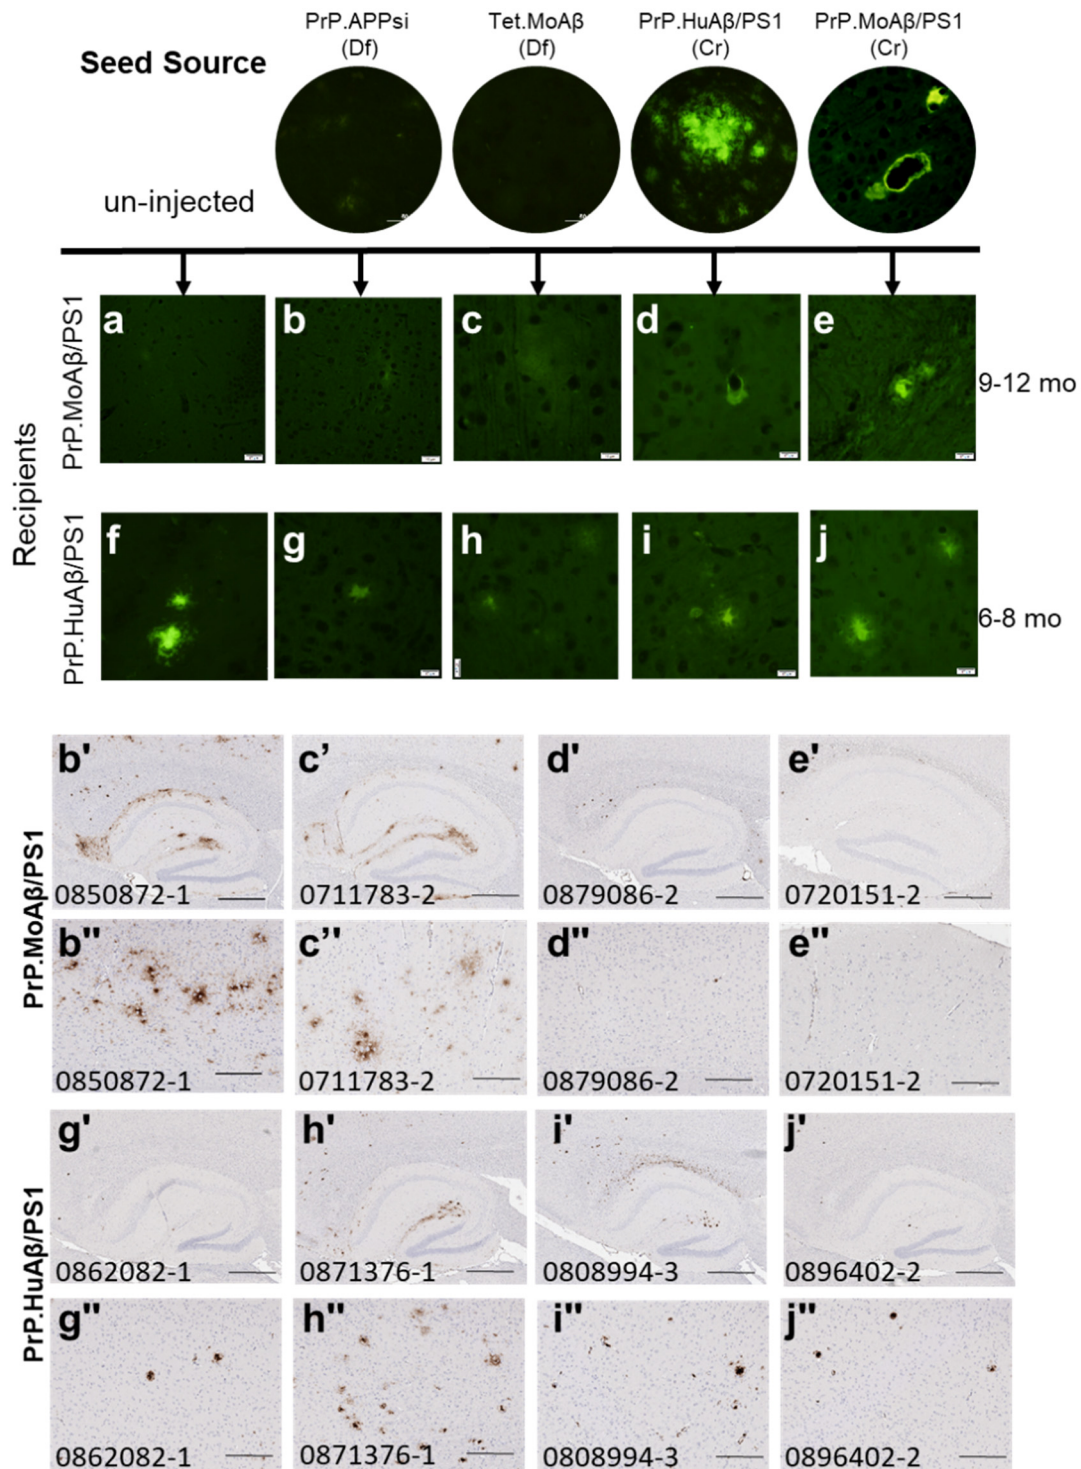 PrP.APPsi Tet.MoAβ PrP.HuAβ/PS1 PrP.MoAβ/PS1
(Df) (Df) (Cr) (Cr)
Seed Source
un-injected
a b c d e
PrP.MoAβ/PS1
9-12 mo
Recipients
f g h i j
PrP.HuAβ/PS1
6-8 mo
b' c’ d' e'
0850872-1 0711783-2 0879086-2 0720151-2
PrP.MoAβ/PS1
b" c" d" e"
0850872-1 0711783-2 0879086-2 0720151-2
g' h' i' j'
0862082-1 0871376-1 0808994-3 0896402-2
PrP.HuAβ/PS1
g" h" i" j"
0862082-1 0871376-1 0808994-3 0896402-2